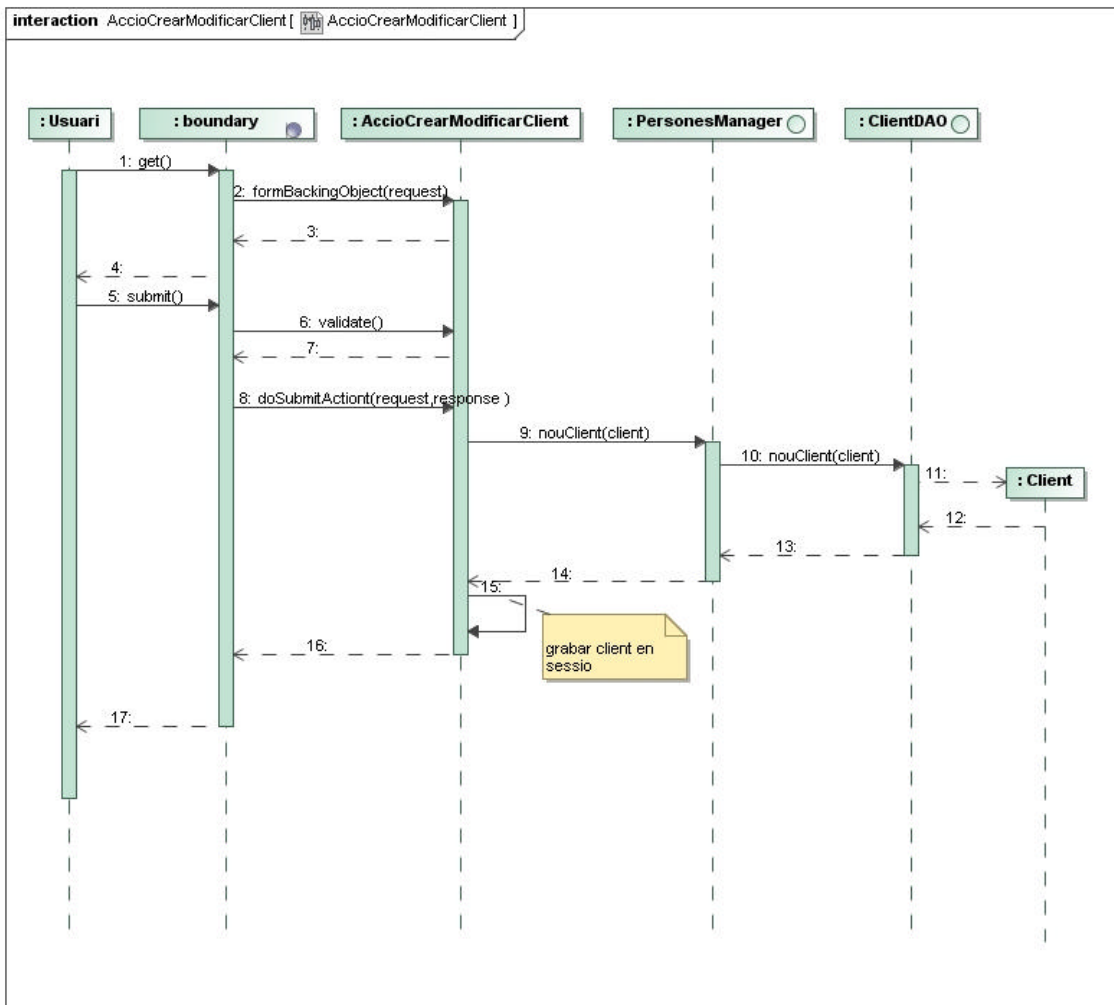 interaction AccioCrearModificarClient [ AccioCrearModificarClient ]
: Usuari
: boundary
: AccioCrearModificarClient
: PersonesManager
: ClientDAO
1: get()
2: formBackingObject(request)
3:
4:
5: submit()
6: validate()
7:
8: doSubmitActiont(request,response )
9: nouClient(client)
10: nouClient(client)
11:
: Client
12:
13:
14:
15:
grabar client en
sessio
16:
17: